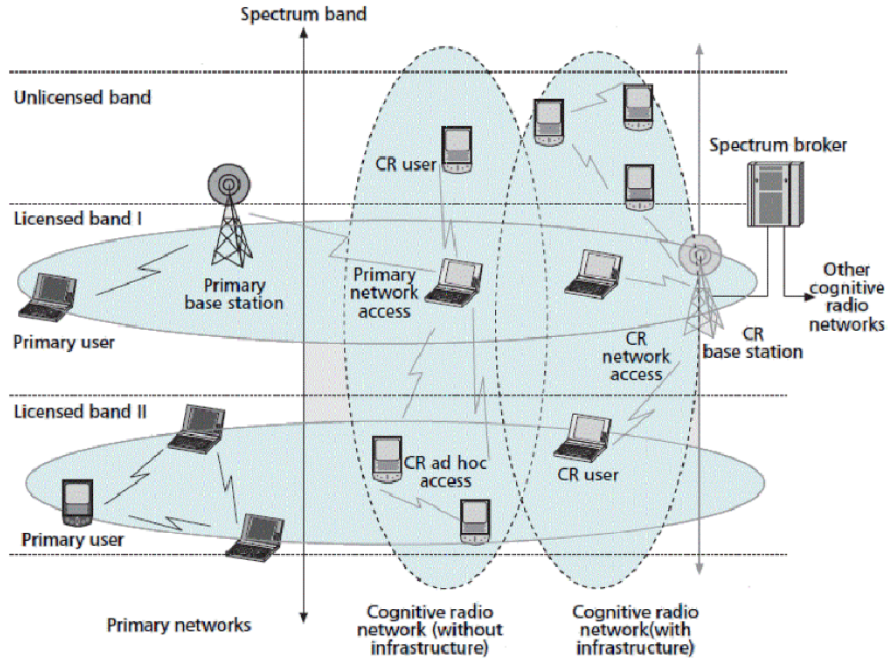 Spectrum band
Unlicensed band
CR user
Spectrum broker
Licensed band I
Primary
base station
Primary
network
access
Other
cognitive
radio
networks
Primary user
CR
network
access
CR
base station
Licensed band II
CR ad hoc
access
CR user
Primary user
Primary networks
Cognitive radio
network (without
infrastructure)
Cognitive radio
network(with
infrastructure)